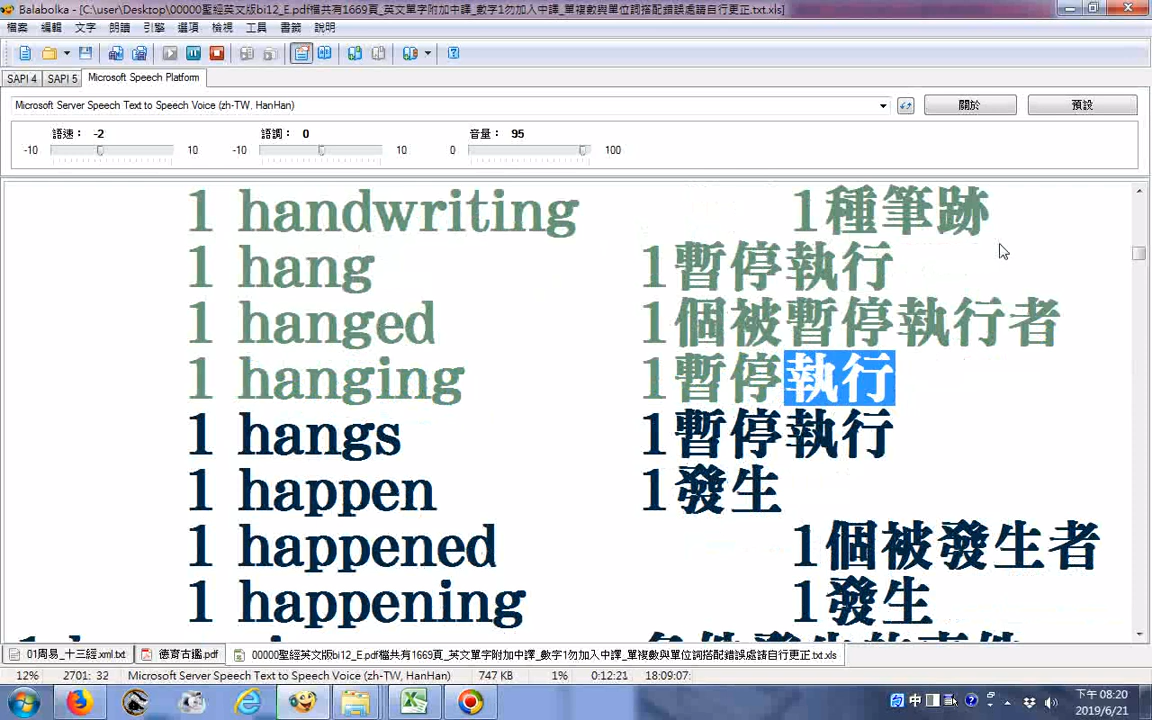 Balabolka - [C:\user\Desktop\00000聖經英文版bi12_E.pdf檔共有1669頁_英文單字附加中譯_數字1勿加入中譯_單複數與單位詞搭配錯誤處請自行更正.txt.xls]
檔案 編輯 文字 朗讀 引擎 選項 檢視 工具 書籤 說明
SAPI 4 SAPI 5 Microsoft Speech Platform
Microsoft Server Speech Text to Speech Voice (zh-TW, HanHan) 關於 預設
語速： -2 語調： 0 音量： 95
-10 10 -10 10 0 100
1 handwriting 1種筆跡
1 hang 1暫停執行
1 hanged 1個被暫停執行者
1 hanging 1暫停執行
1 hangs 1暫停執行
1 happen 1發生
1 happened 1個被發生者
1 happening 1發生
01周易_十三經.xml.txt 德育古鑑.pdf 00000聖經英文版bi12_E.pdf檔共有1669頁_英文單字附加中譯_數字1勿加入中譯_單複數與單位詞搭配錯誤處請自行更正.txt.xls
12% 2701: 32 Microsoft Server Speech Text to Speech Voice (zh-TW, HanHan) 747 KB 1% 0:12:21 18:09:07:
中 下午 08:20
2019/6/21